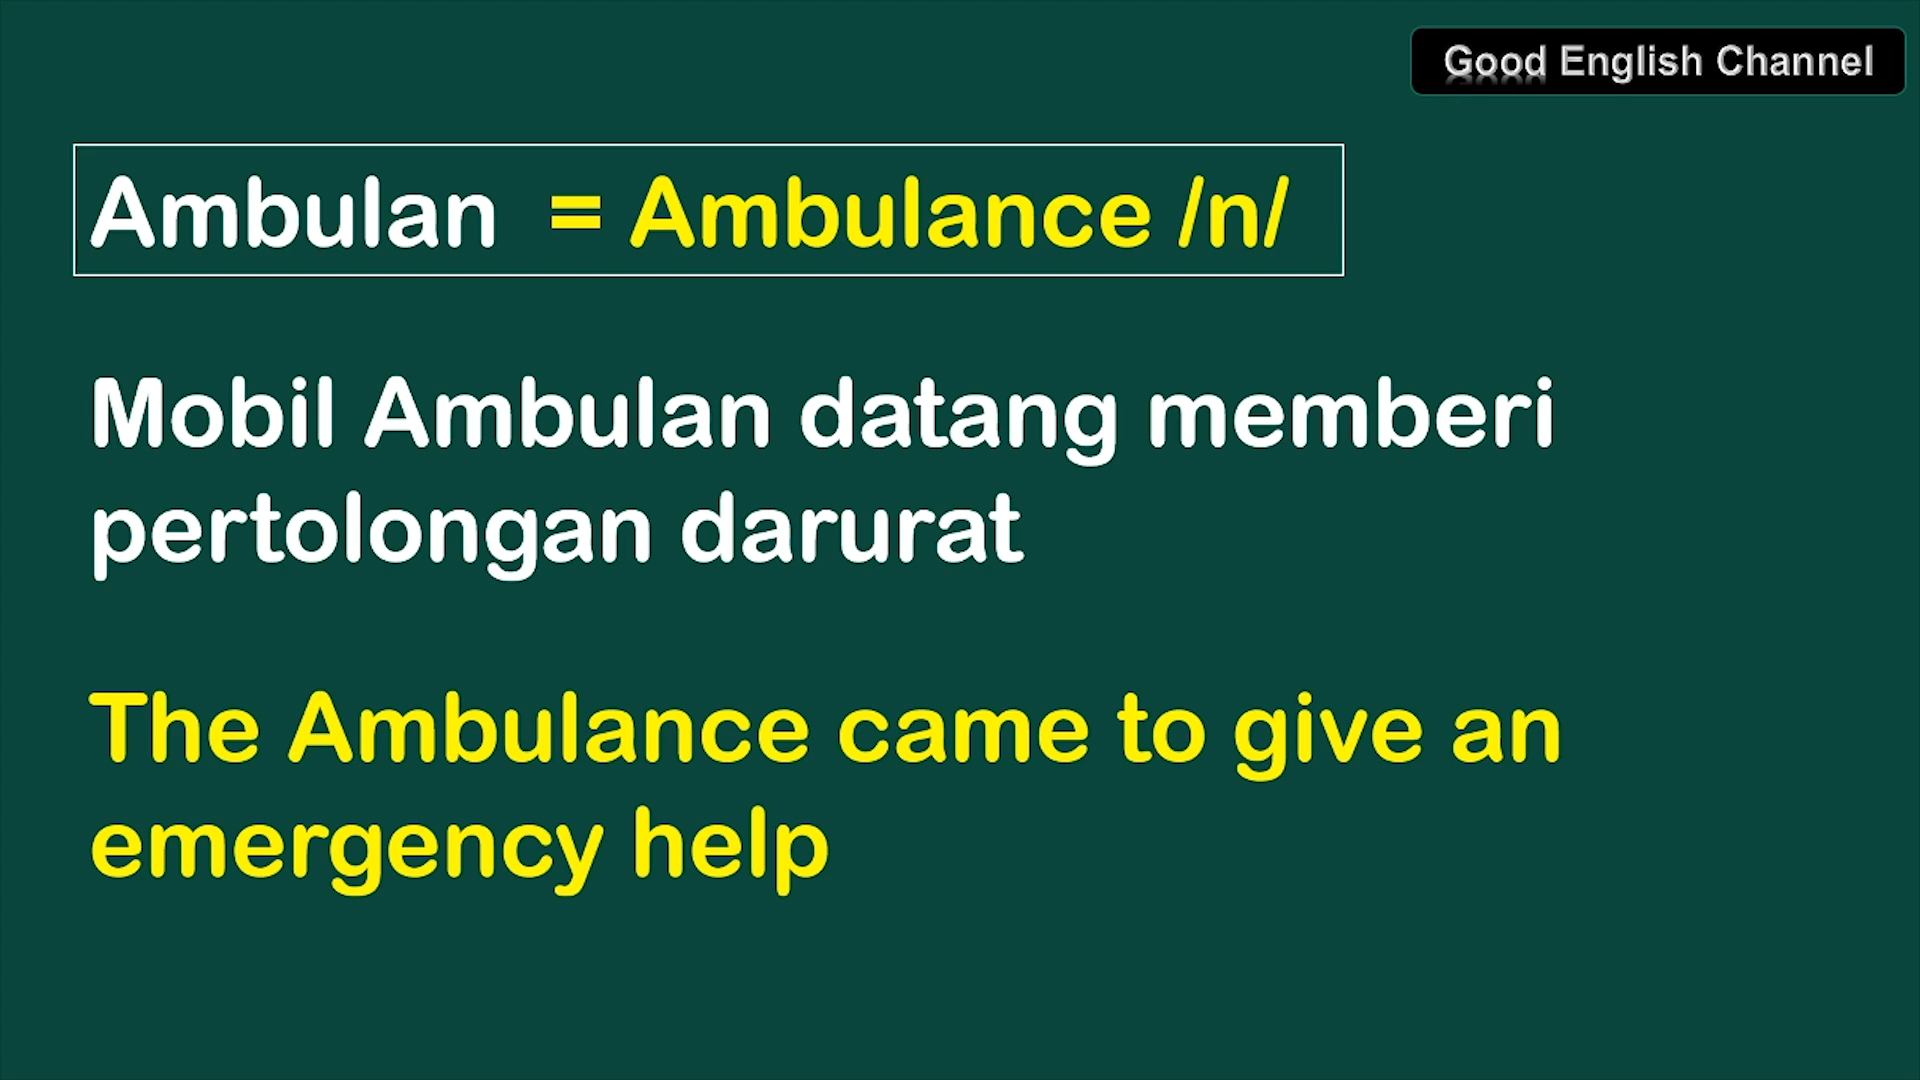 Good English Channel
Ambulan = Ambulance /n/
Mobil Ambulan datang memberi
pertolongan darurat
The Ambulance came to give an
emergency help